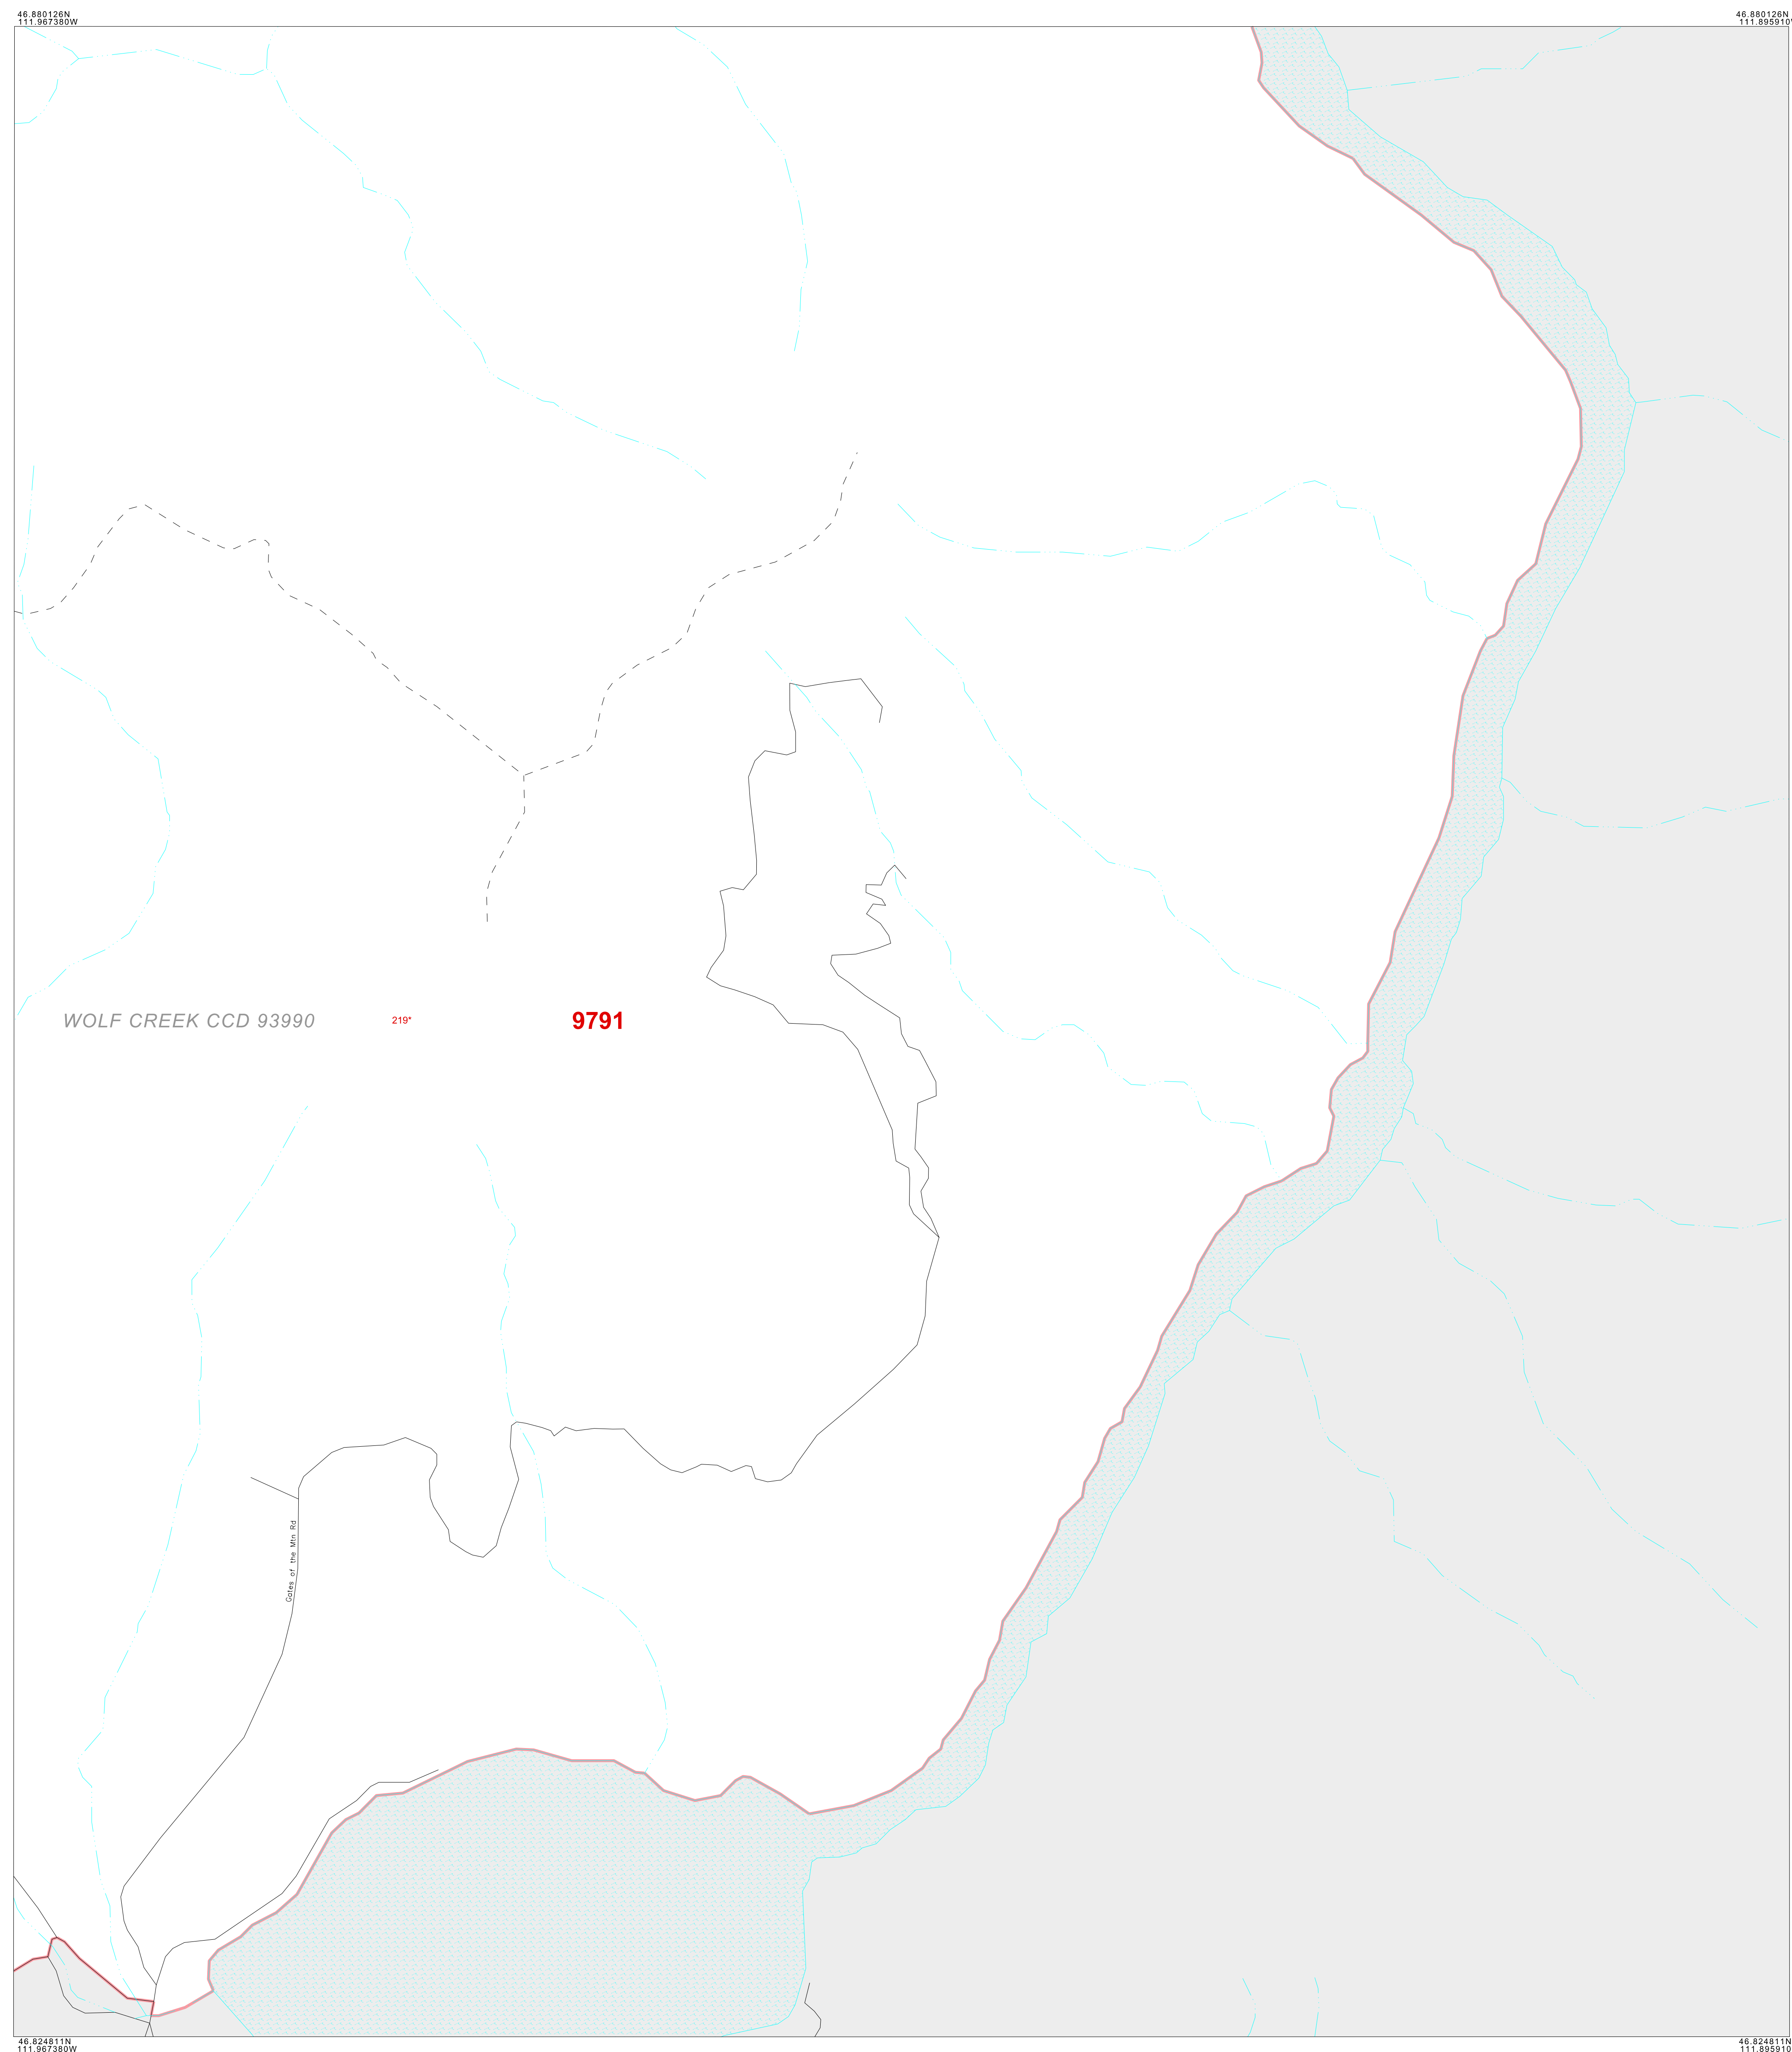 46.880126N
111.967380W
46.880126N
111.895910W
WOLF CREEK CCD 93990
219*
9791
Gates of the Mtn Rd
46.824811N
111.967380W
46.824811N
111.895910